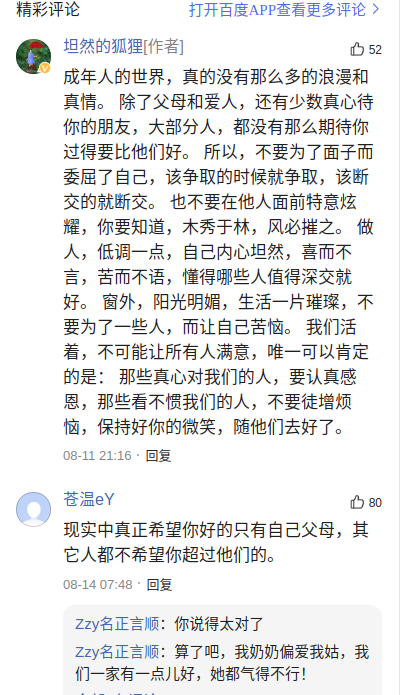 精彩评论 打开百度APP查看更多评论
坦然的狐狸[作者] 52
成年人的世界，真的没有那么多的浪漫和
真情。 除了父母和爱人，还有少数真心待
你的朋友，大部分人，都没有那么期待你
过得要比他们好。 所以，不要为了面子而
委屈了自己，该争取的时候就争取，该断
交的就断交。 也不要在他人面前特意炫
耀，你要知道，木秀于林，风必摧之。 做
人，低调一点，自己内心坦然，喜而不
言，苦而不语，懂得哪些人值得深交就
好。 窗外，阳光明媚，生活一片璀璨，不
要为了一些人，而让自己苦恼。 我们活
着，不可能让所有人满意，唯一可以肯定
的是： 那些真心对我们的人，要认真感
恩，那些看不惯我们的人，不要徒增烦
恼，保持好你的微笑，随他们去好了。
08-11 21:16 · 回复
苍温eY 80
现实中真正希望你好的只有自己父母，其
它人都不希望你超过他们的。
08-14 07:48 · 回复
Zzy名正言顺：你说得太对了
Zzy名正言顺：算了吧，我奶奶偏爱我姑，我
们一家有一点儿好，她都气得不行！